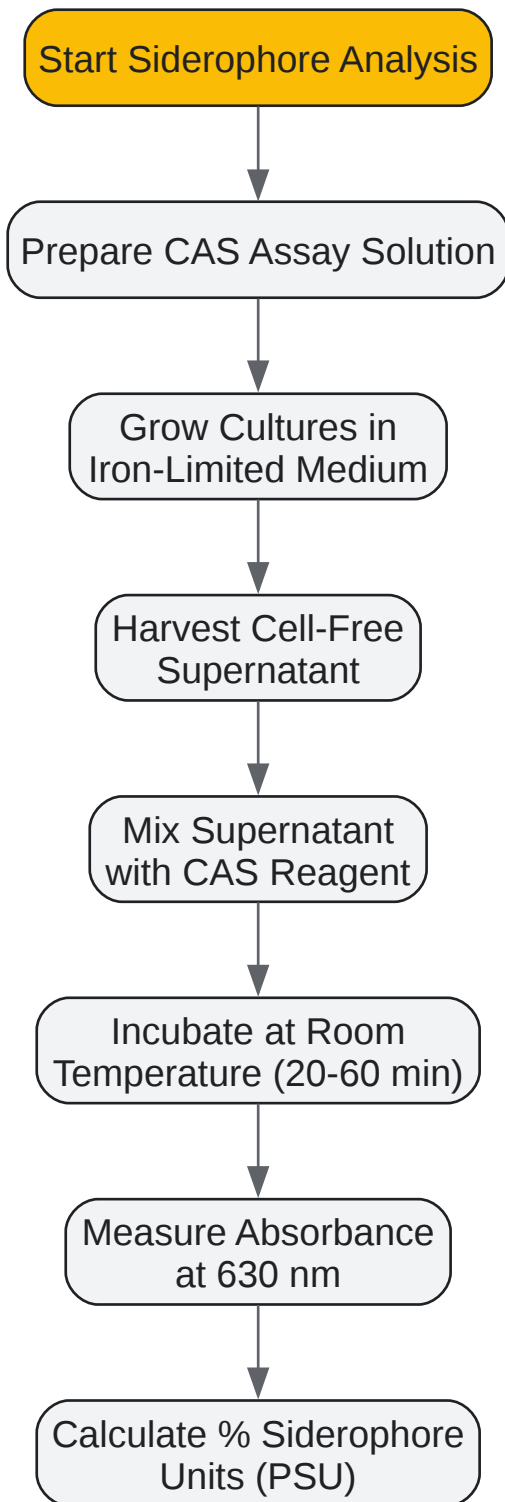 Start Siderophore Analysis
Prepare CAS Assay Solution
Grow Cultures in
Iron-Limited Medium
Harvest Cell-Free
Supernatant
Mix Supernatant
with CAS Reagent
Incubate at Room
Temperature (20-60 min)
Measure Absorbance
at 630 nm
Calculate % Siderophore
Units (PSU)